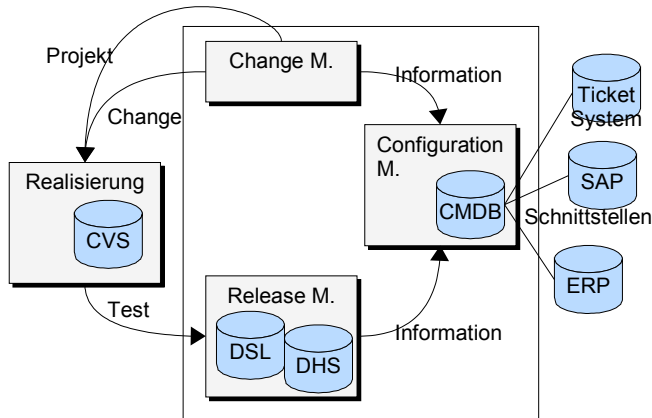 Projekt
Change M.
Information
Ticket
System
Change
Configuration
M.
Realisierung
SAP
CMDB
Schnittstellen
CVS
ERP
Release M.
Test
Information
DSL
DHS